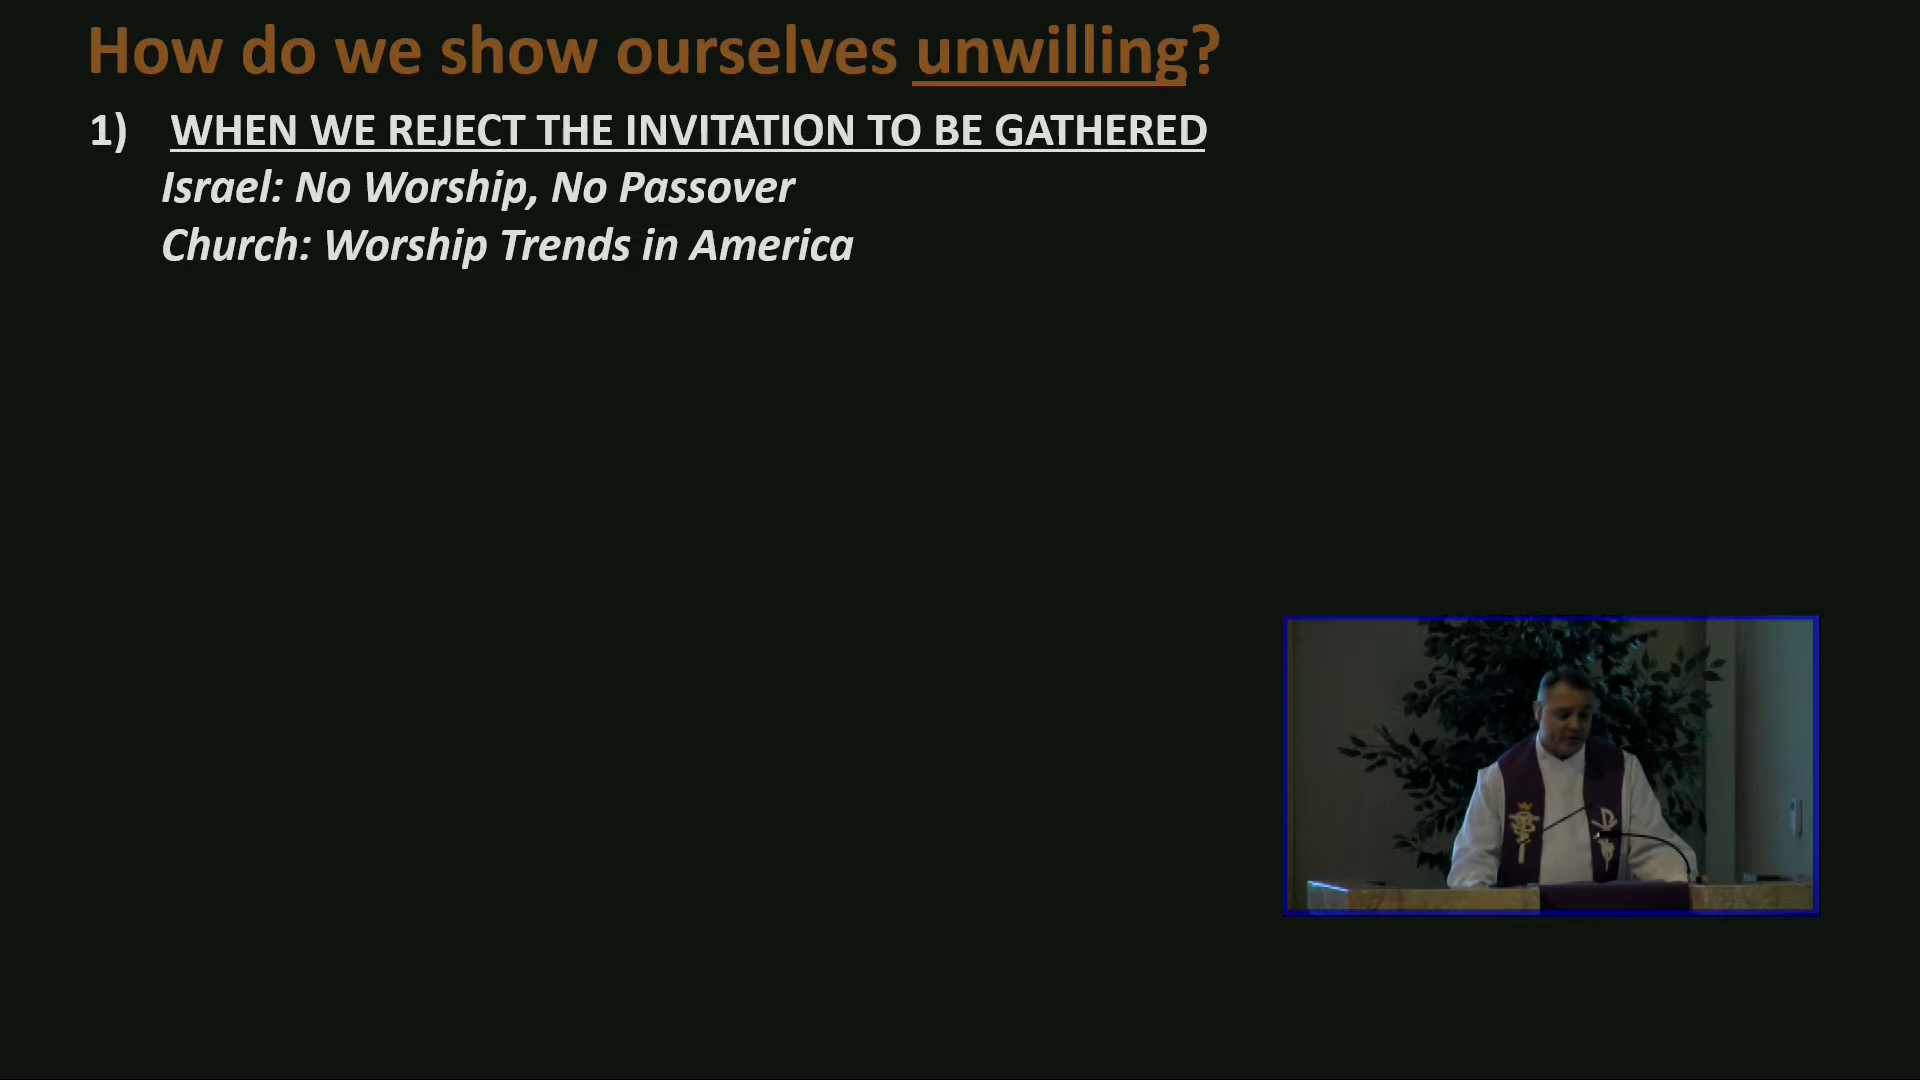 How do we show ourselves unwilling?
1) WHEN WE REJECT THE INVITATION TO BE GATHERED
Israel: No Worship, No Passover
Church: Worship Trends in America